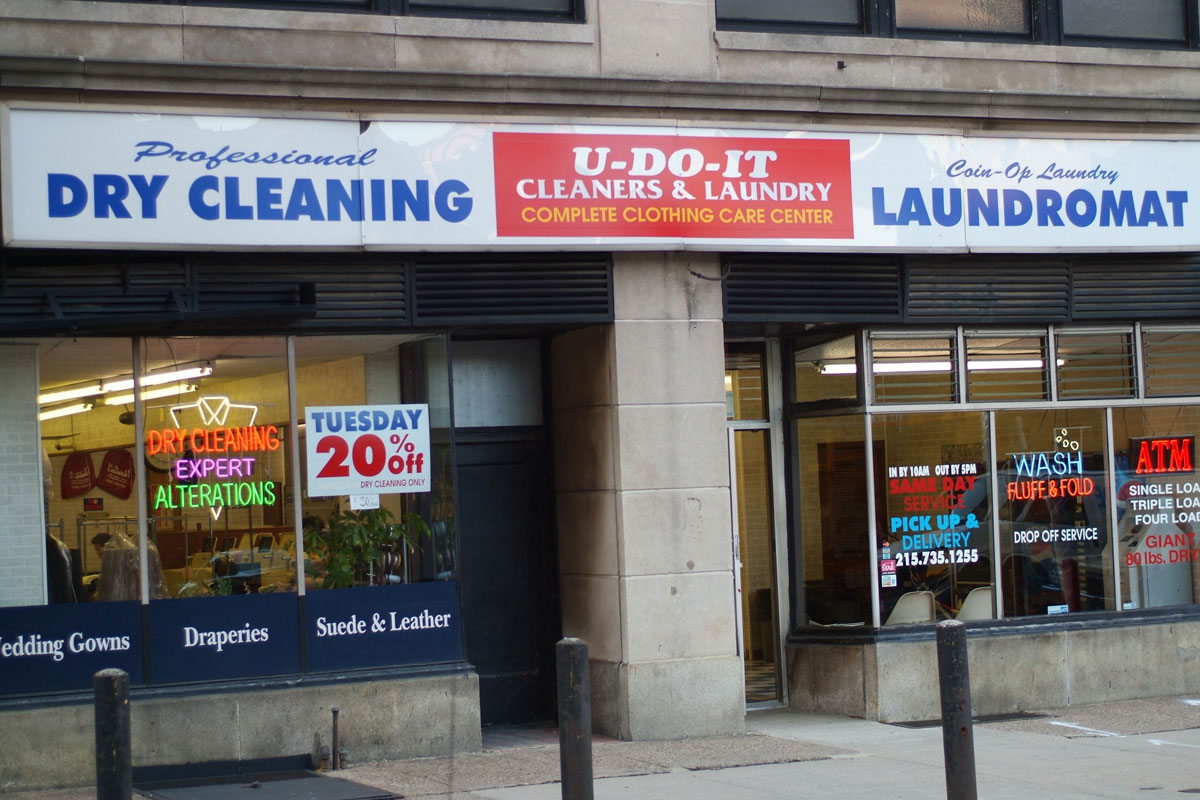 Professional
DRY CLEANING
U-DO-IT
CLEANERS & LAUNDRY
COMPLETE CLOTHING CARE CENTER
Coin-Op Laundry
LAUNDROMAT
DRY CLEANING
EXPERT
ALTERATIONS
TUESDAY
20% Off
DRY CLEANING ONLY
edding Gowns
Draperies
Suede & Leather
IN BY 10AM OUT BY 5PM
SAME DAY
SERVICE
PICK UP &
DELIVERY
215.735.1255
WASH
FLUFF & FOLD
DROP OFF SERVICE
ATM
SINGLE LOA
TRIPLE LOA
FOUR LOA
GIANT
80 lbs. DR